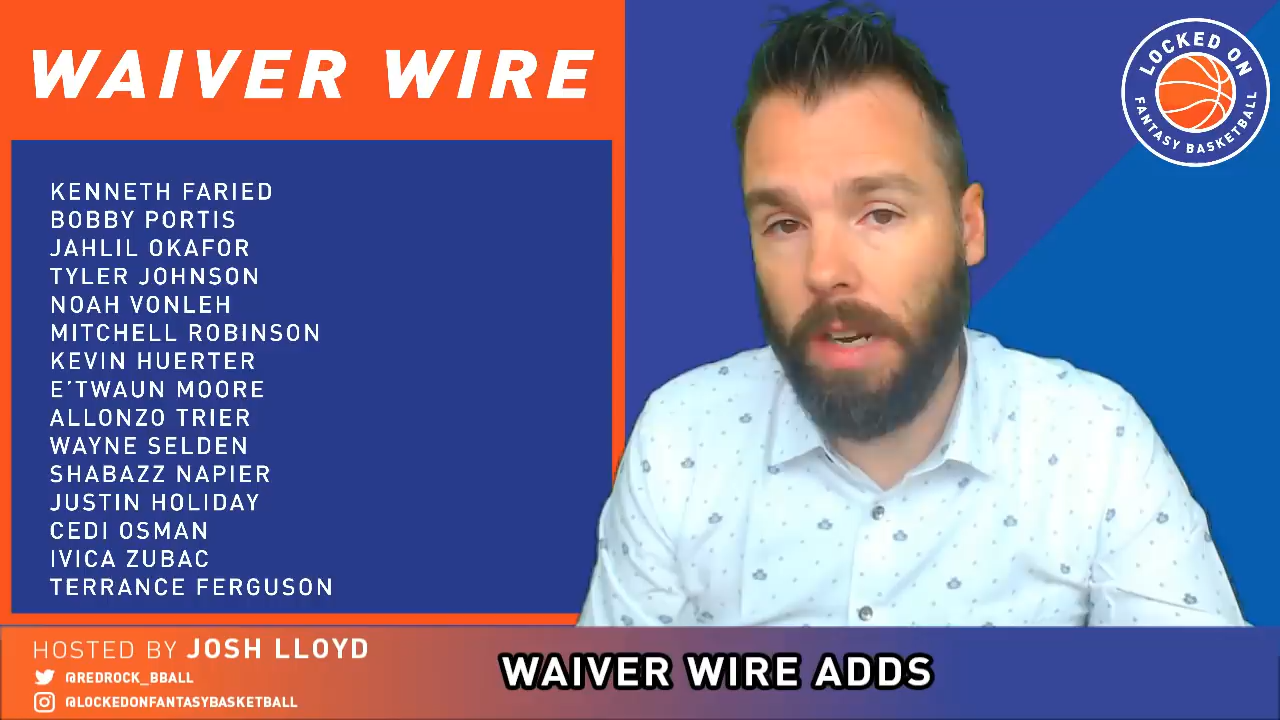 WAIVER WIRE
KENNETH FARIED
BOBBY PORTIS
JAHLIL OKAFOR
TYLER JOHNSON
NOAH VONLEH
MITCHELL ROBINSON
KEVIN HUERTER
E'TWAUN MOORE
ALLONZO TRIER
WAYNE SELDEN
SHABAZZ NAPIER
JUSTIN HOLIDAY
CEDI OSMAN
IVICA ZUBAC
TERRANCE FERGUSON
LOCKED ON
FANTASY BASKETBALL
HOSTED BY JOSH LLOYD
@REDROCK_BBALL
@LOCKEDONFANTASYBASKETBALL
WAIVER WIRE ADDS